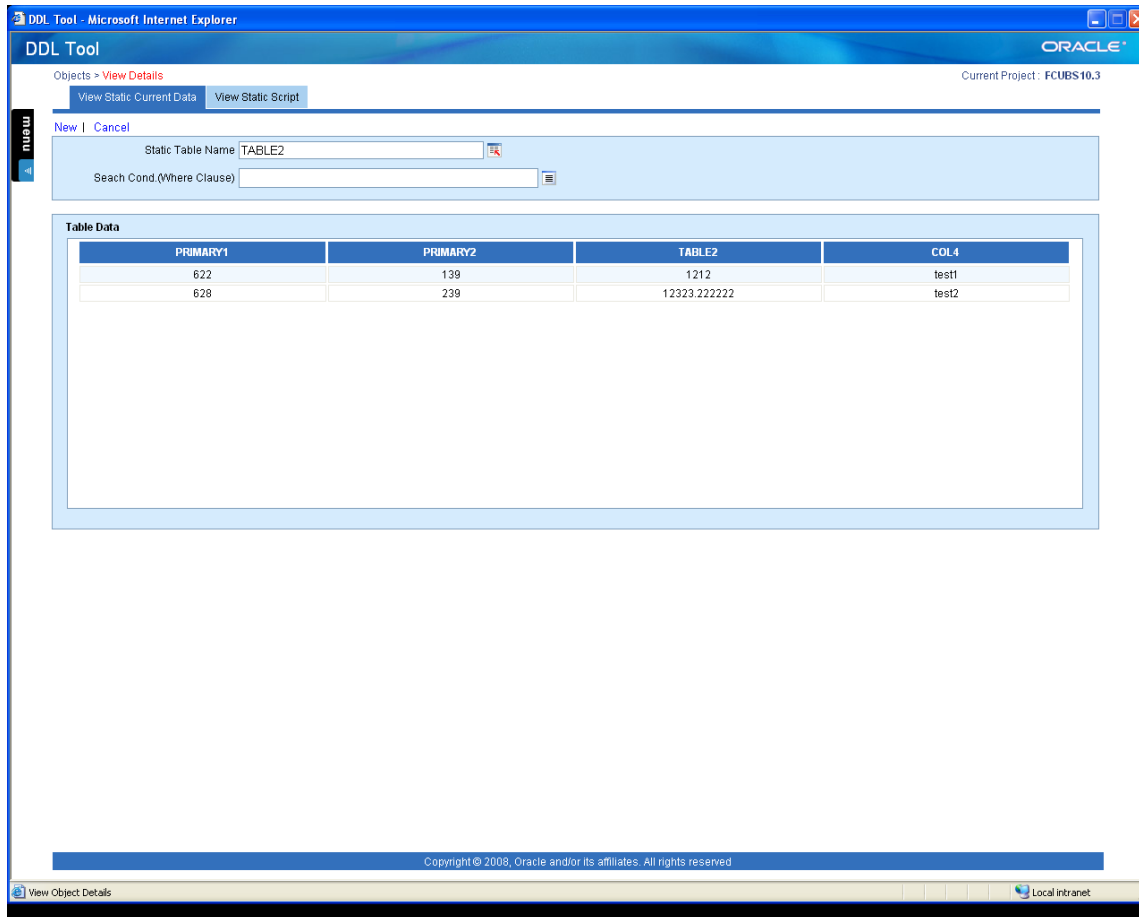 DDL Tool - Microsoft Internet Explorer
DDL Tool
ORACLE
Objects > View Details
Current Project : FCUBS10.3
View Static Current Data
View Static Script
menu
New | Cancel
Static Table Name TABLE2
Seach Cond.(Where Clause)
Table Data
PRIMARY1 PRIMARY2 TABLE2 COL4
622 139 1212 test1
628 239 12323.222222 test2
Copyright © 2008, Oracle and/or its affiliates. All rights reserved
View Object Details
Local intranet